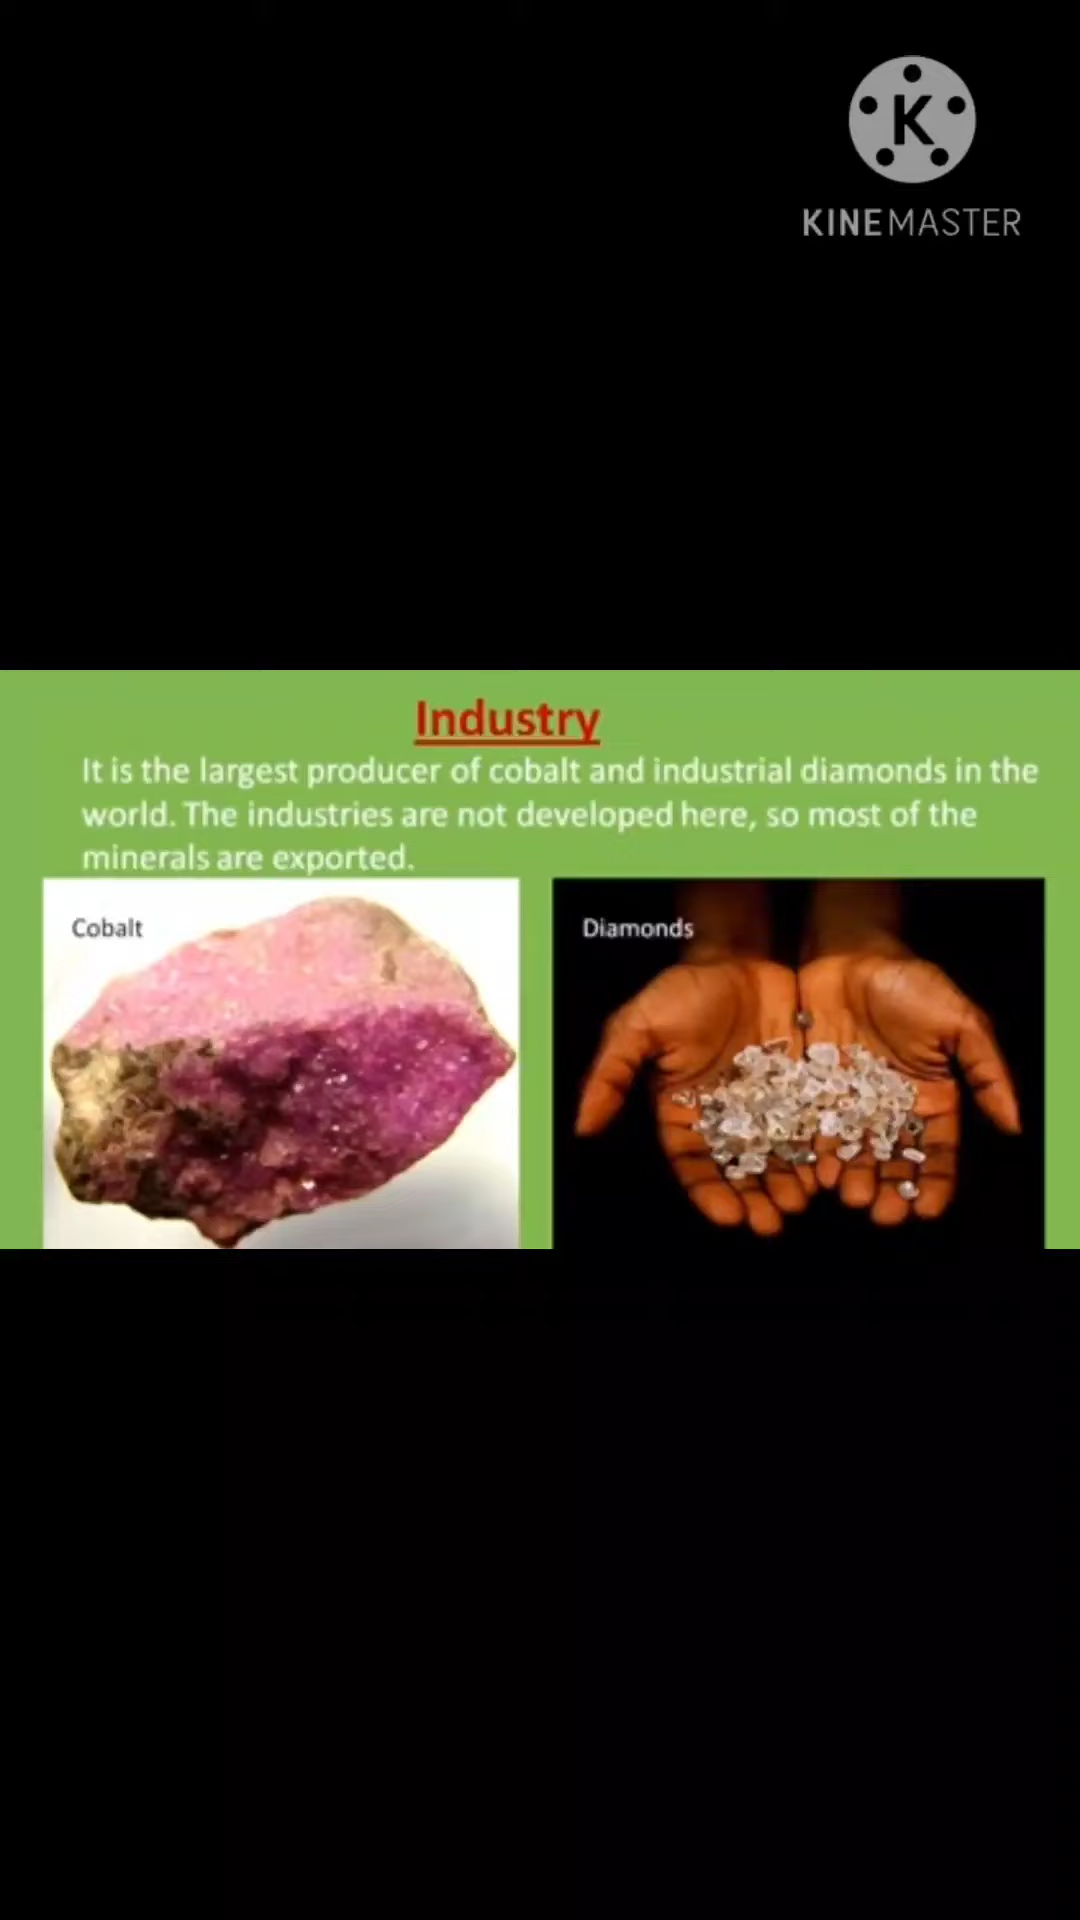 K
KINEMASTER
Industry
It is the largest producer of cobalt and industrial diamonds in the
world. The industries are not developed here, so most of the
minerals are exported.
Cobalt
Diamonds